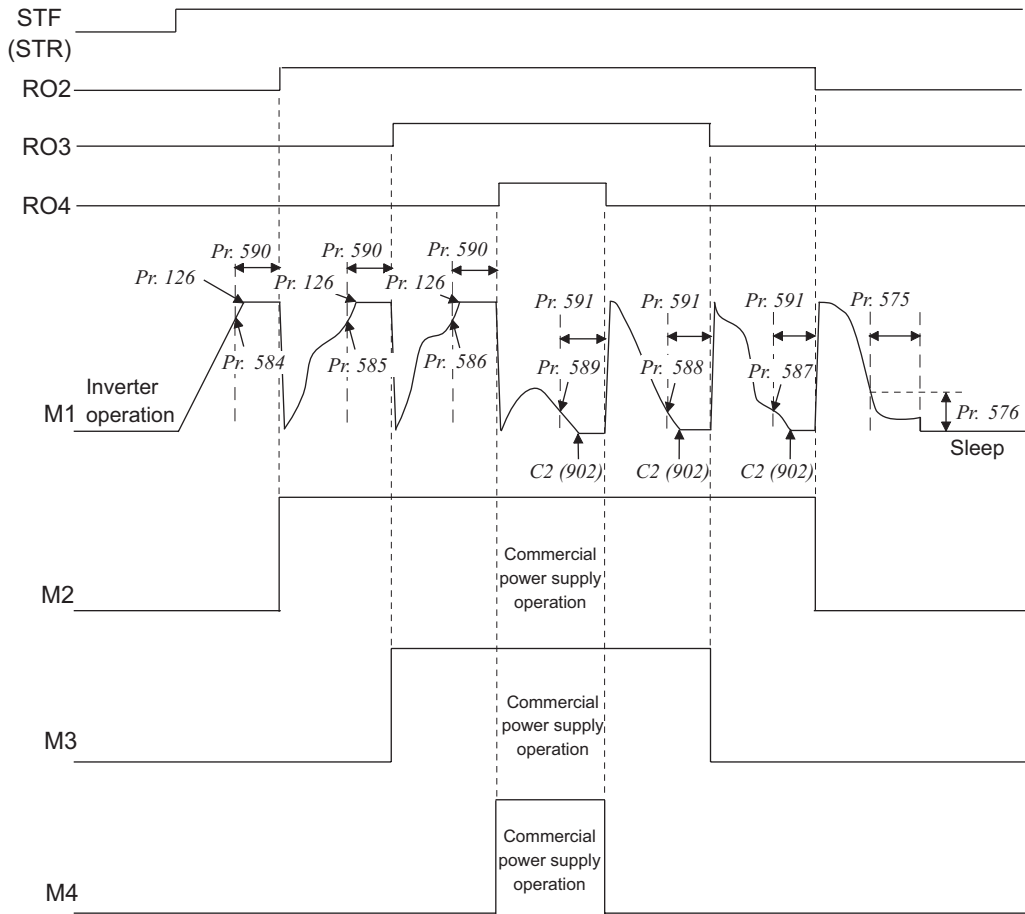 STF
(STR)
RO2
RO3
RO4
Pr. 590
Pr. 590
Pr. 590
Pr. 126
Pr. 126
Pr. 126
Pr. 591
Pr. 591
Pr. 591
Pr. 575
Pr. 584
Pr. 585
Pr. 586
Pr. 589
Pr. 588
Pr. 587
Pr. 576
Inverter
operation
M1
Sleep
C2 (902)
C2 (902)
C2 (902)
M2
Commercial
power supply
operation
M3
Commercial
power supply
operation
M4
Commercial
power supply
operation